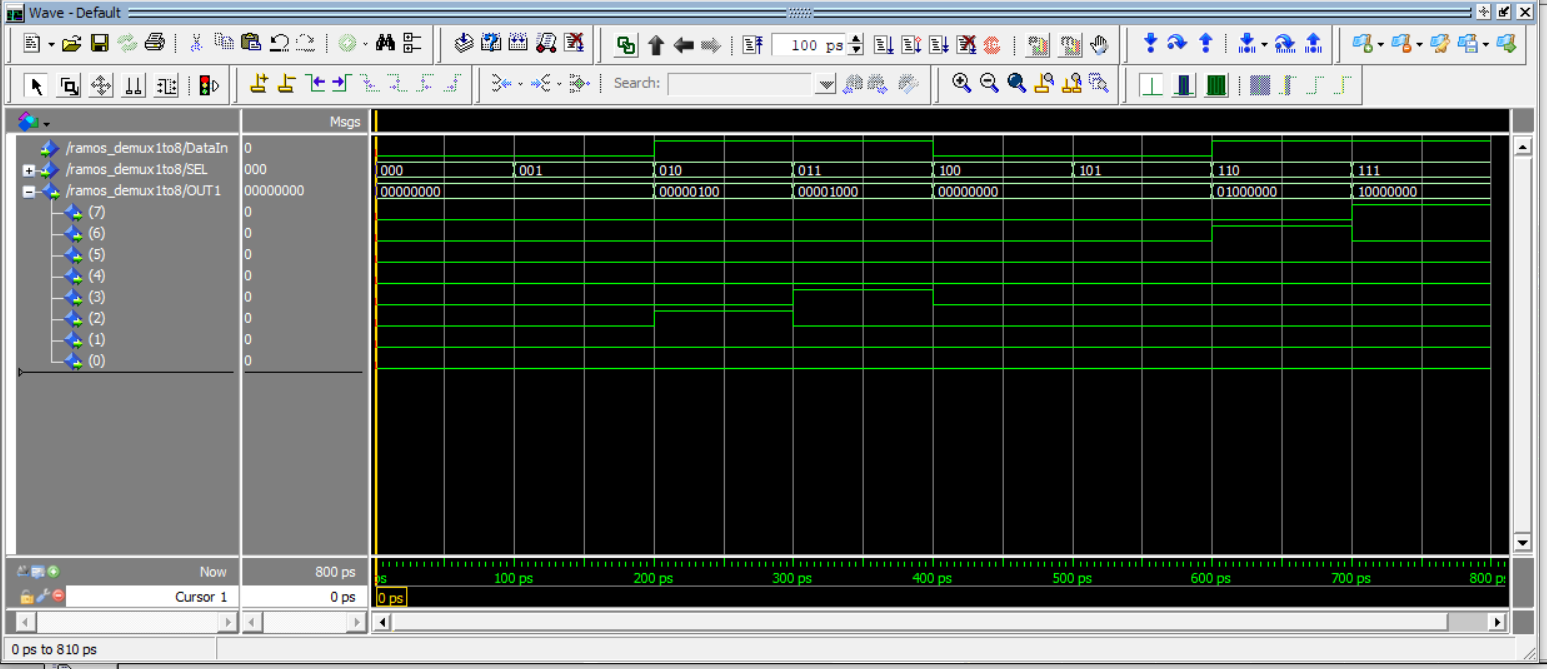 Wave - Default
100 ps
Search:
Msgs
/ramos_demux1to8/DataIn 0
/ramos_demux1to8/SEL 000 000 001 010 011 100 101 110 111
/ramos_demux1to8/OUT1 00000000 00000000 00000100 00001000 00000000 01000000 10000000
(7) 0
(6) 0
(5) 0
(4) 0
(3) 0
(2) 0
(1) 0
(0) 0
Now 800 ps ps 100 ps 200 ps 300 ps 400 ps 500 ps 600 ps 700 ps 800 ps
Cursor 1 0 ps 0 ps
0 ps to 810 ps